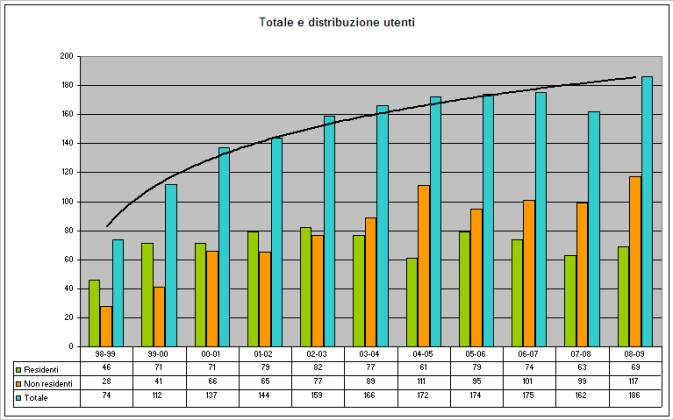 Totale e distribuzione utenti
200
180
160
140
120
100
80
60
40
20
0
98-99 99-00 00-01 01-02 02-03 03-04 04-05 05-06 06-07 07-08 08-09
Residenti 46 71 71 79 82 77 61 79 74 63 69
Non residenti 28 41 66 65 77 89 111 95 101 99 117
Totale 74 112 137 144 159 166 172 174 175 162 186